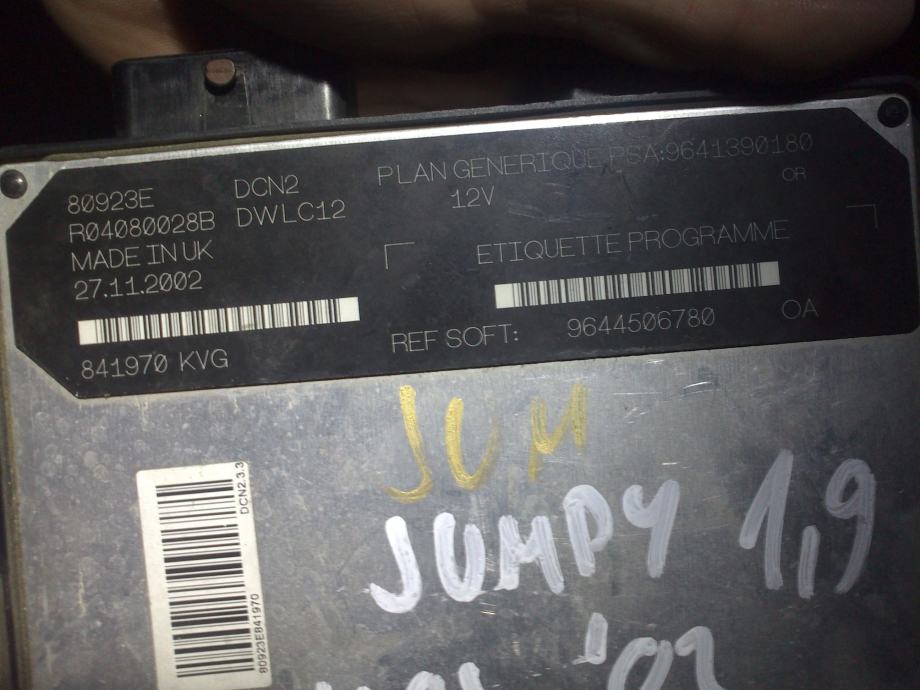 80923E DCN2 PLAN GENERIQUE PSA:9641390180
R04080028B DWLC12 12V OR
MADE IN UK
27.11.2002
ETIQUETTE PROGRAMME
841970 KVG
REF SOFT: 9644506780 OA
JUM
JUMPY 1,9
DCN2.3.3
80923E841970